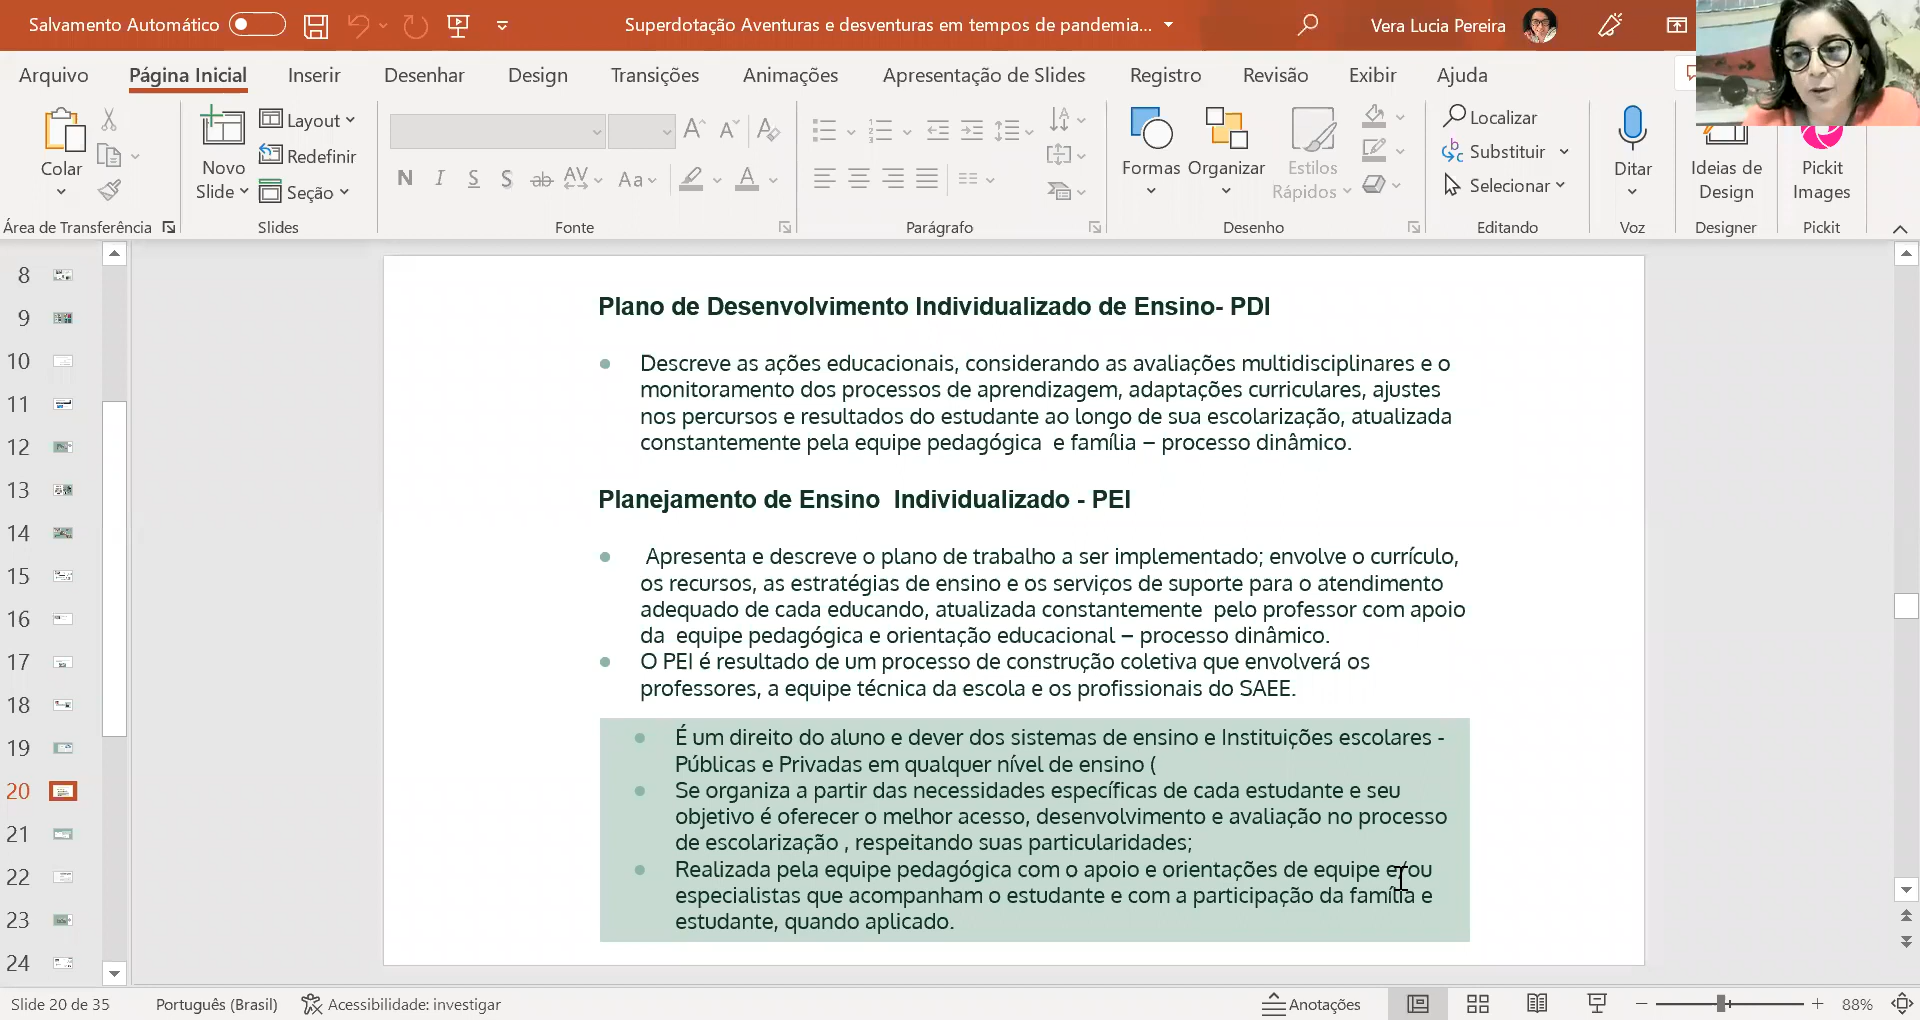 Salvamento Automático
Superdotação Aventuras e desventuras em tempos de pandemia...
Vera Lucia Pereira
Arquivo Página Inicial Inserir Desenhar Design Transições Animações Apresentação de Slides Registro Revisão Exibir Ajuda
Colar
Novo
Slide
Layout
Redefinir
Seção
N I S S ab AV Aa A
Formas
Organizar
Estilos
Rápidos
Localizar
Substituir
Selecionar
Ditar
Ideias de
Design
Pickit
Images
Área de Transferência Slides Fonte Parágrafo Desenho Editando Voz Designer Pickit
8
9
10
11
12
13
14
15
16
17
18
19
20
21
22
23
24
Plano de Desenvolvimento Individualizado de Ensino- PDI
Descreve as ações educacionais, considerando as avaliações multidisciplinares e o
monitoramento dos processos de aprendizagem, adaptações curriculares, ajustes
nos percursos e resultados do estudante ao longo de sua escolarização, atualizada
constantemente pela equipe pedagógica e família – processo dinâmico.
Planejamento de Ensino Individualizado - PEI
Apresenta e descreve o plano de trabalho a ser implementado; envolve o currículo,
os recursos, as estratégias de ensino e os serviços de suporte para o atendimento
adequado de cada educando, atualizada constantemente pelo professor com apoio
da equipe pedagógica e orientação educacional – processo dinâmico.
O PEI é resultado de um processo de construção coletiva que envolverá os
professores, a equipe técnica da escola e os profissionais do SAEE.
É um direito do aluno e dever dos sistemas de ensino e Instituições escolares -
Públicas e Privadas em qualquer nível de ensino (
Se organiza a partir das necessidades específicas de cada estudante e seu
objetivo é oferecer o melhor acesso, desenvolvimento e avaliação no processo
de escolarização , respeitando suas particularidades;
Realizada pela equipe pedagógica com o apoio e orientações de equipe e/ou
especialistas que acompanham o estudante e com a participação da família e
estudante, quando aplicado.
Slide 20 de 35 Português (Brasil) Acessibilidade: investigar Anotações 88%